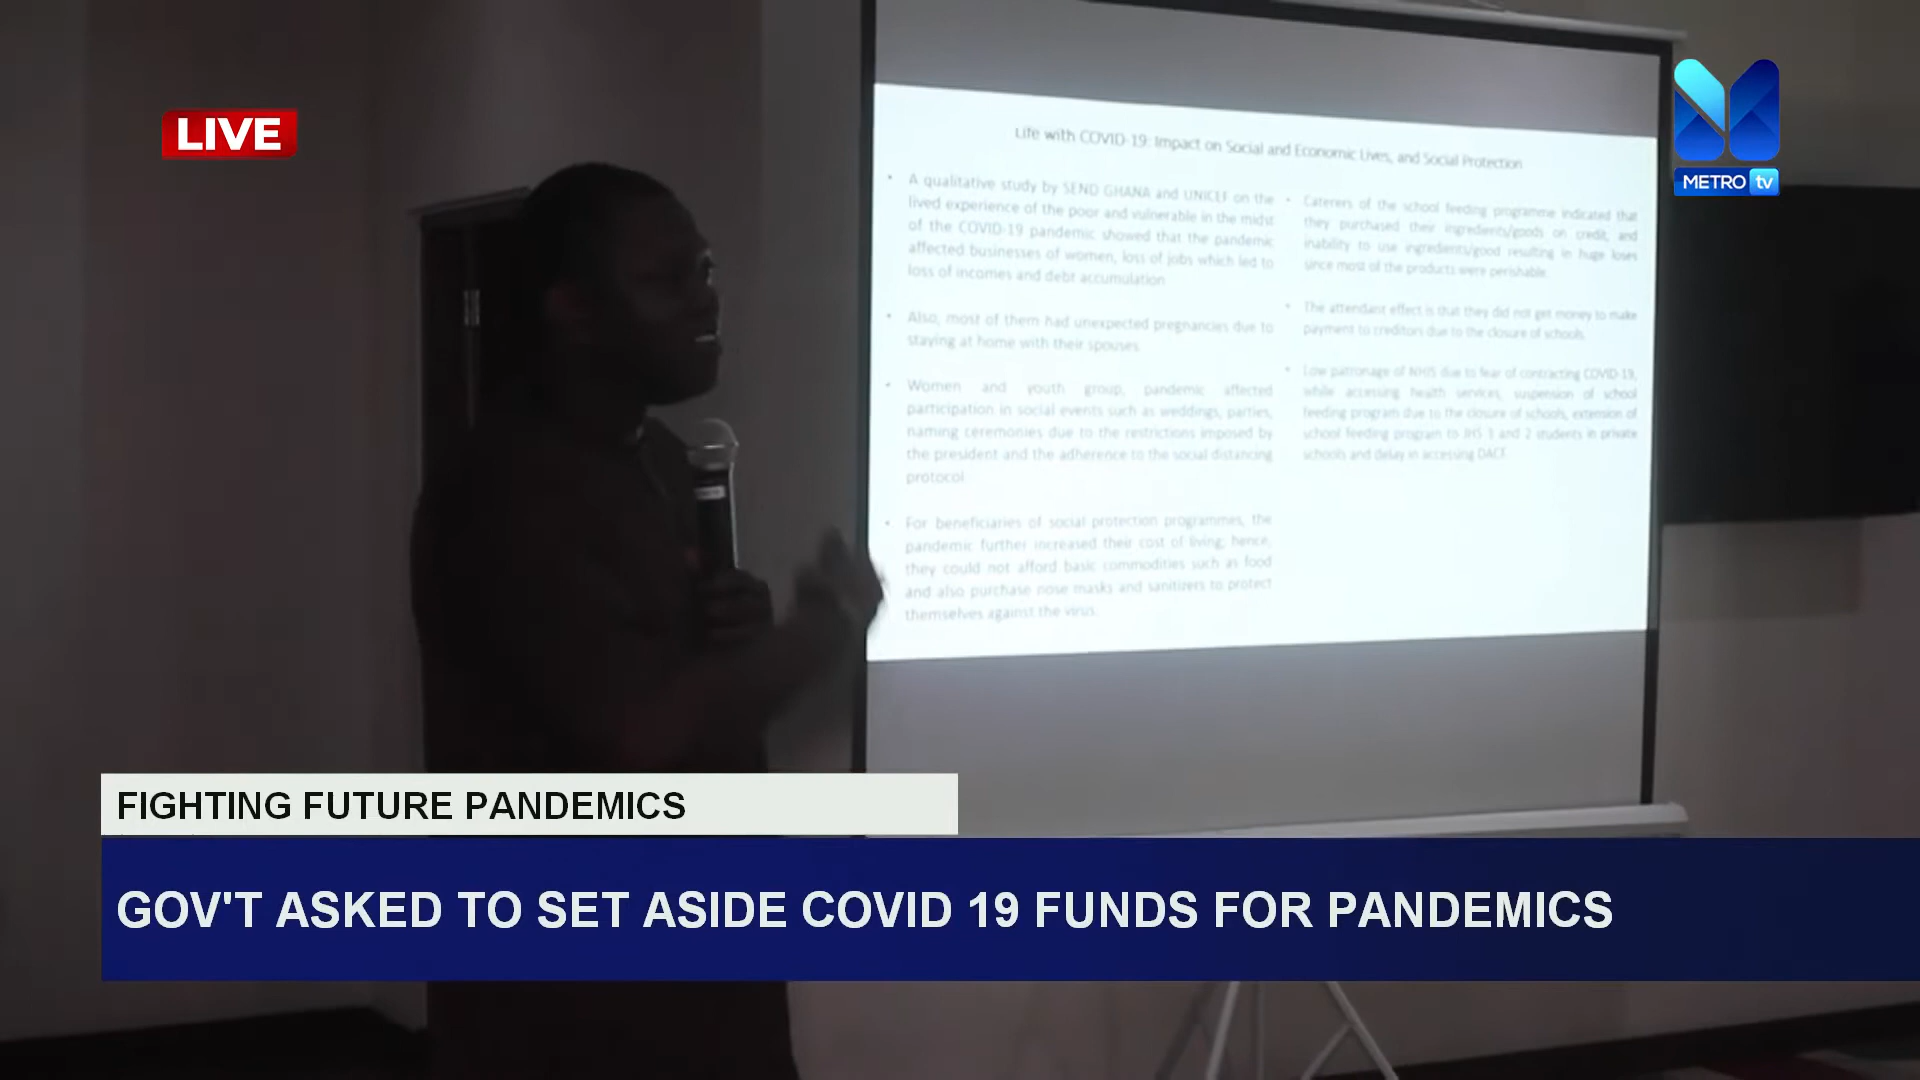 LIVE
METRO tv
Life with COVID-19: Impact on Social and Economic Lives, and Social Protection
• A qualitative study by SEND GHANA and UNICEF on the
lived experience of the poor and vulnerable in the midst
of the COVID-19 pandemic showed that the pandemic
affected businesses of women, loss of jobs which led to
loss of incomes and debt accumulation
• Also, most of them had unexpected pregnancies due to
staying at home with their spouses
• Women and youth group, pandemic affected
participation in social events such as weddings, parties,
naming ceremonies due to the restrictions imposed by
the president and the adherence to the social distancing
protocol
• For beneficiaries of social protection programmes, the
pandemic further increased their cost of living; hence,
they could not afford basic commodities such as food
and also purchase nose masks and sanitizers to protect
themselves against the virus.
• Caterers of the school feeding programme indicated that
they purchased their ingredients/goods on credit, and
inability to use ingredients/good resulting in huge loses
since most of the products were perishable.
• The attendant effect is that they did not get money to make
payment to creditors due to the closure of schools.
• Low patronage of NHIS due to fear of contracting COVID-19,
while accessing health services, suspension of school
feeding program due to the closure of schools, extension of
school feeding program to JHS 1 and 2 students in private
schools and delay in accessing DACF.
FIGHTING FUTURE PANDEMICS
GOV'T ASKED TO SET ASIDE COVID 19 FUNDS FOR PANDEMICS